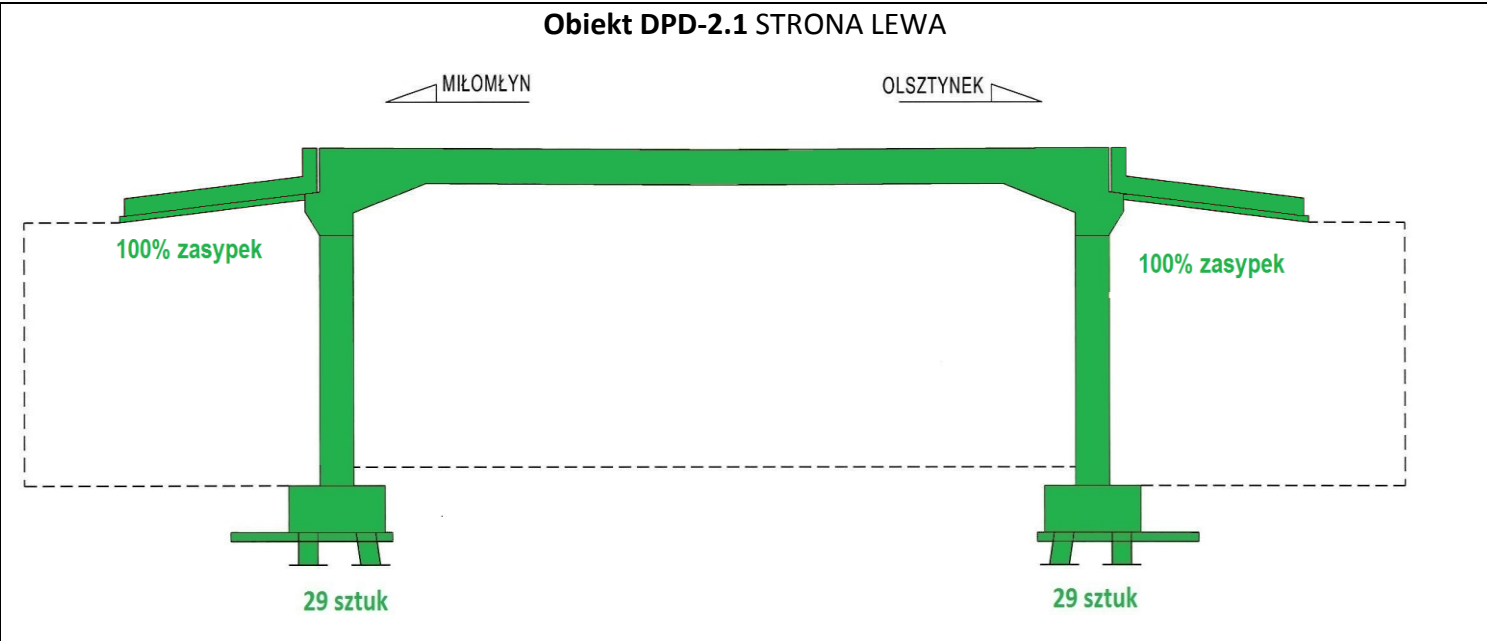 Obiekt DPD-2.1 STRONA LEWA
MIŁOMŁYN
OLSZTYNEK
100% zasypek
100% zasypek
29 sztuk
29 sztuk